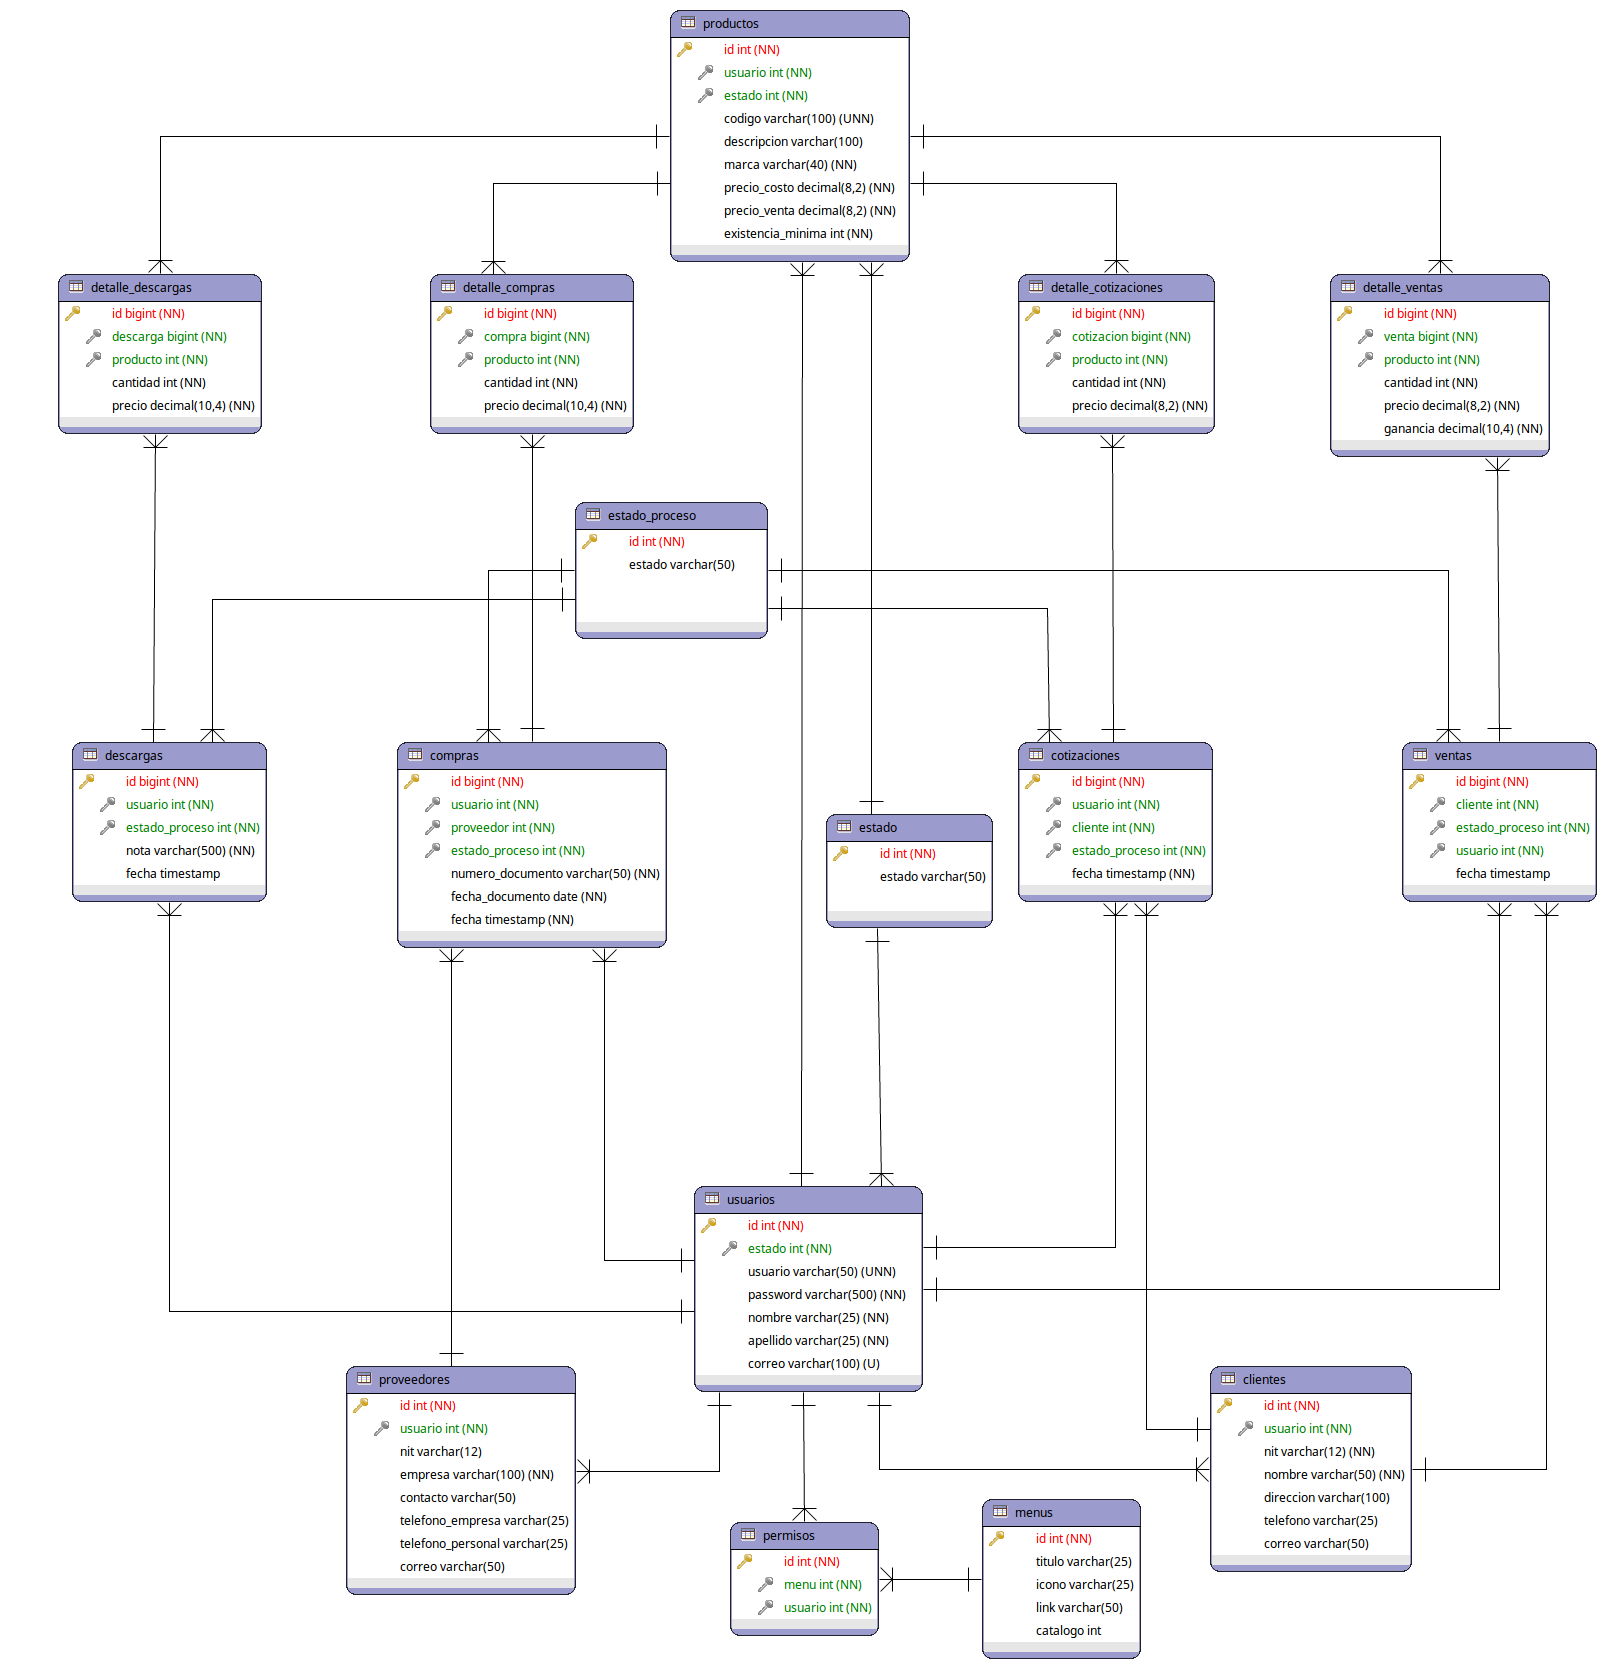 productos
id int (NN)
usuario int (NN)
estado int (NN)
codigo varchar(100) (UNN)
descripcion varchar(100)
marca varchar(40) (NN)
precio_costo decimal(8,2) (NN)
precio_venta decimal(8,2) (NN)
existencia_minima int (NN)
detalle_descargas
id bigint (NN)
descarga bigint (NN)
producto int (NN)
cantidad int (NN)
precio decimal(10,4) (NN)
detalle_compras
id bigint (NN)
compra bigint (NN)
producto int (NN)
cantidad int (NN)
precio decimal(10,4) (NN)
detalle_cotizaciones
id bigint (NN)
cotizacion bigint (NN)
producto int (NN)
cantidad int (NN)
precio decimal(8,2) (NN)
detalle_ventas
id bigint (NN)
venta bigint (NN)
producto int (NN)
cantidad int (NN)
precio decimal(8,2) (NN)
ganancia decimal(10,4) (NN)
estado_proceso
id int (NN)
estado varchar(50)
descargas
id bigint (NN)
usuario int (NN)
estado_proceso int (NN)
nota varchar(500) (NN)
fecha timestamp
compras
id bigint (NN)
usuario int (NN)
proveedor int (NN)
estado_proceso int (NN)
numero_documento varchar(50) (NN)
fecha_documento date (NN)
fecha timestamp (NN)
estado
id int (NN)
estado varchar(50)
cotizaciones
id bigint (NN)
usuario int (NN)
cliente int (NN)
estado_proceso int (NN)
fecha timestamp (NN)
ventas
id bigint (NN)
cliente int (NN)
estado_proceso int (NN)
usuario int (NN)
fecha timestamp
usuarios
id int (NN)
estado int (NN)
usuario varchar(50) (UNN)
password varchar(500) (NN)
nombre varchar(25) (NN)
apellido varchar(25) (NN)
correo varchar(100) (U)
proveedores
id int (NN)
usuario int (NN)
nit varchar(12)
empresa varchar(100) (NN)
contacto varchar(50)
telefono_empresa varchar(25)
telefono_personal varchar(25)
correo varchar(50)
clientes
id int (NN)
usuario int (NN)
nit varchar(12) (NN)
nombre varchar(50) (NN)
direccion varchar(100)
telefono varchar(25)
correo varchar(50)
permisos
id int (NN)
menu int (NN)
usuario int (NN)
menus
id int (NN)
titulo varchar(25)
icono varchar(25)
link varchar(50)
catalogo int